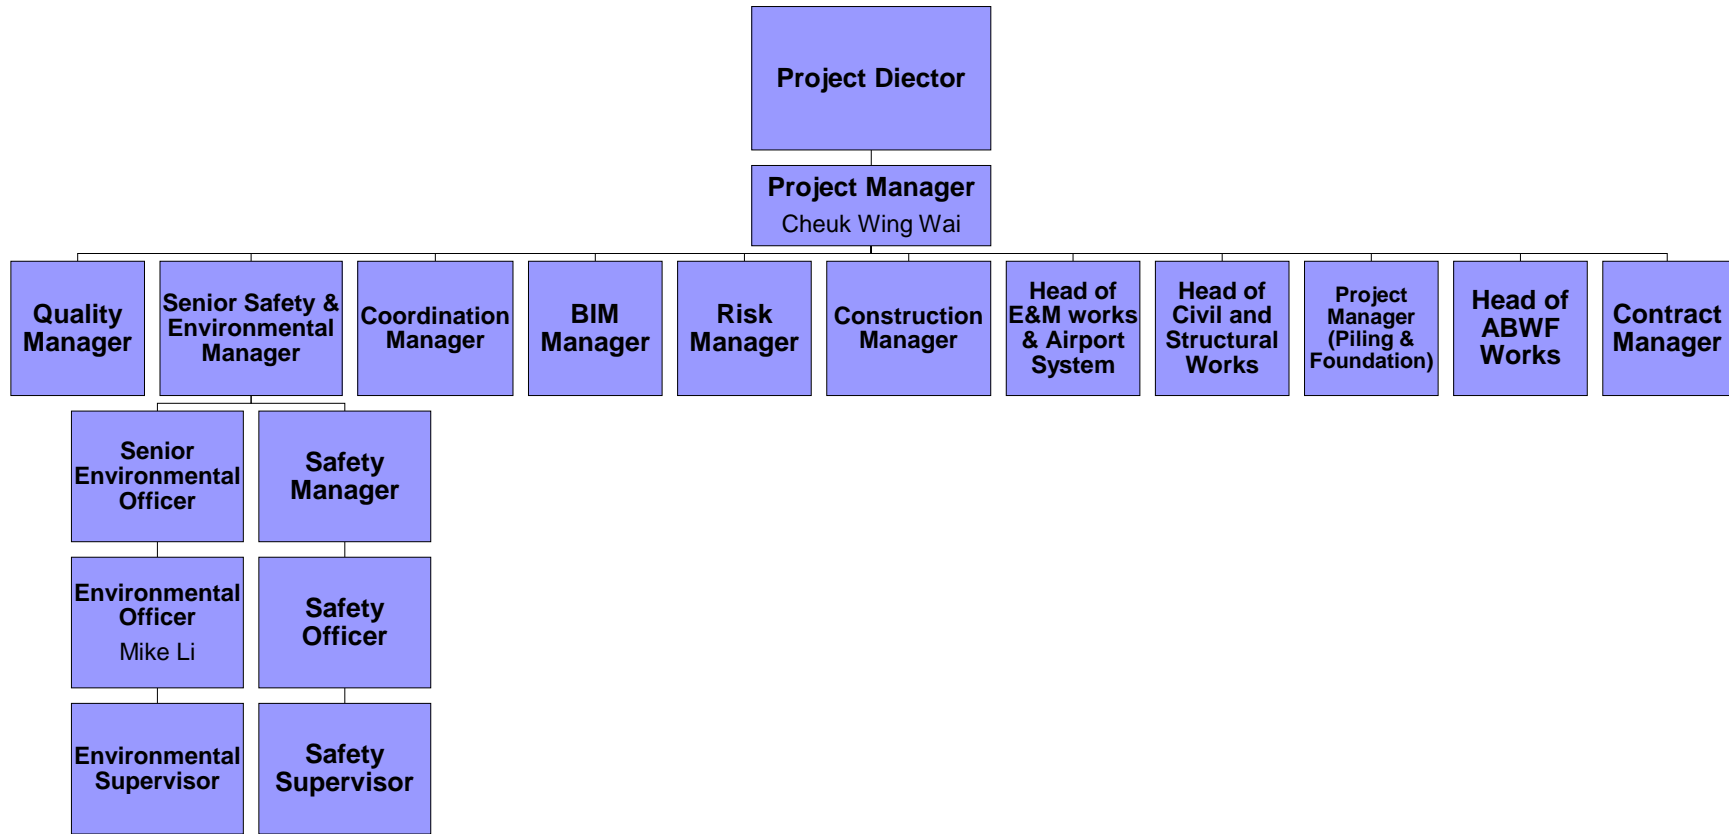 Project Diector
Project Manager
Cheuk Wing Wai
Quality
Manager
Senior Safety &
Environmental
Manager
Coordination
Manager
BIM
Manager
Risk
Manager
Construction
Manager
Head of
E&M works
& Airport
System
Head of
Civil and
Structural
Works
Project
Manager
(Piling &
Foundation)
Head of
ABWF
Works
Contract
Manager
Senior
Environmental
Officer
Safety
Manager
Environmental
Officer
Mike Li
Safety
Officer
Environmental
Supervisor
Safety
Supervisor